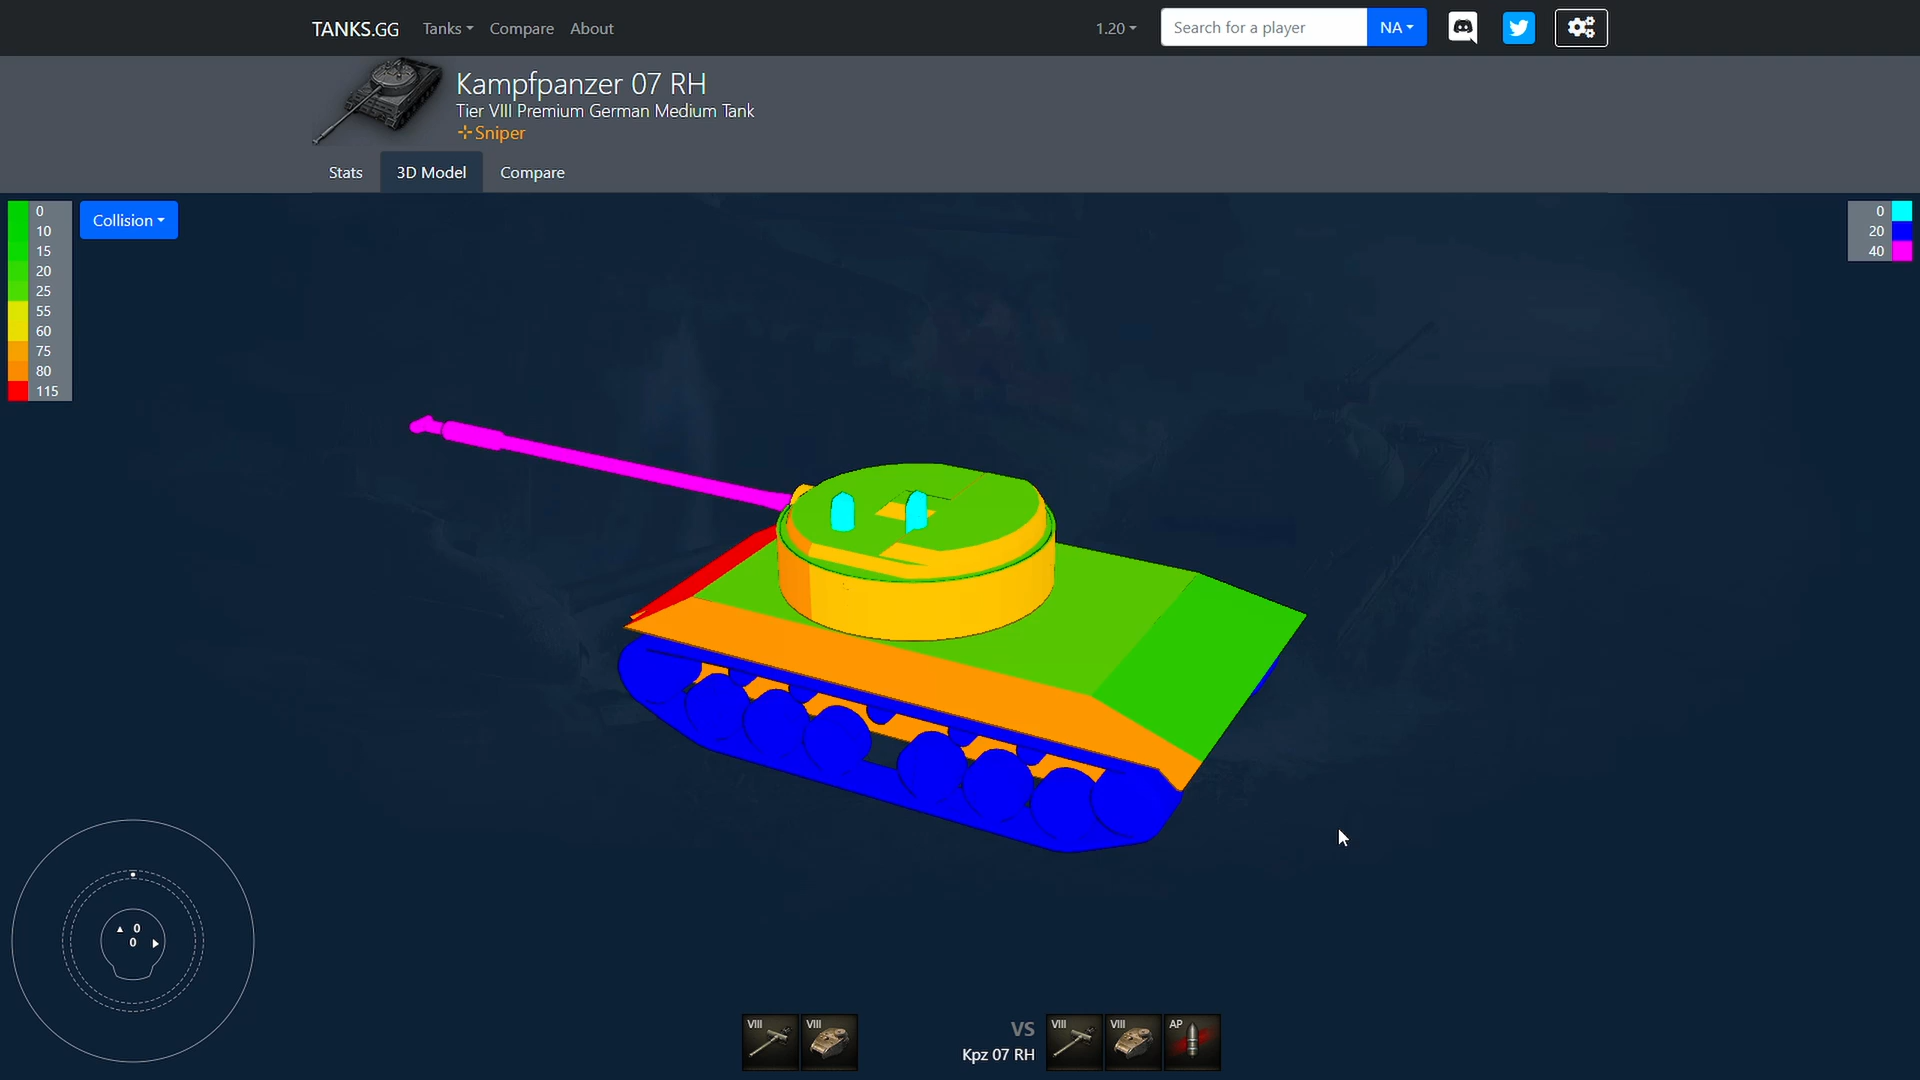 TANKS.GG Tanks Compare About 1.20 Search for a player NA
Kampfpanzer 07 RH
Tier VIII Premium German Medium Tank
Sniper
Stats 3D Model Compare
Collision
0
10
15
20
25
55
60
75
80
115
0
20
40
0
0
VIII VIII VS VIII VIII AP
Kpz 07 RH